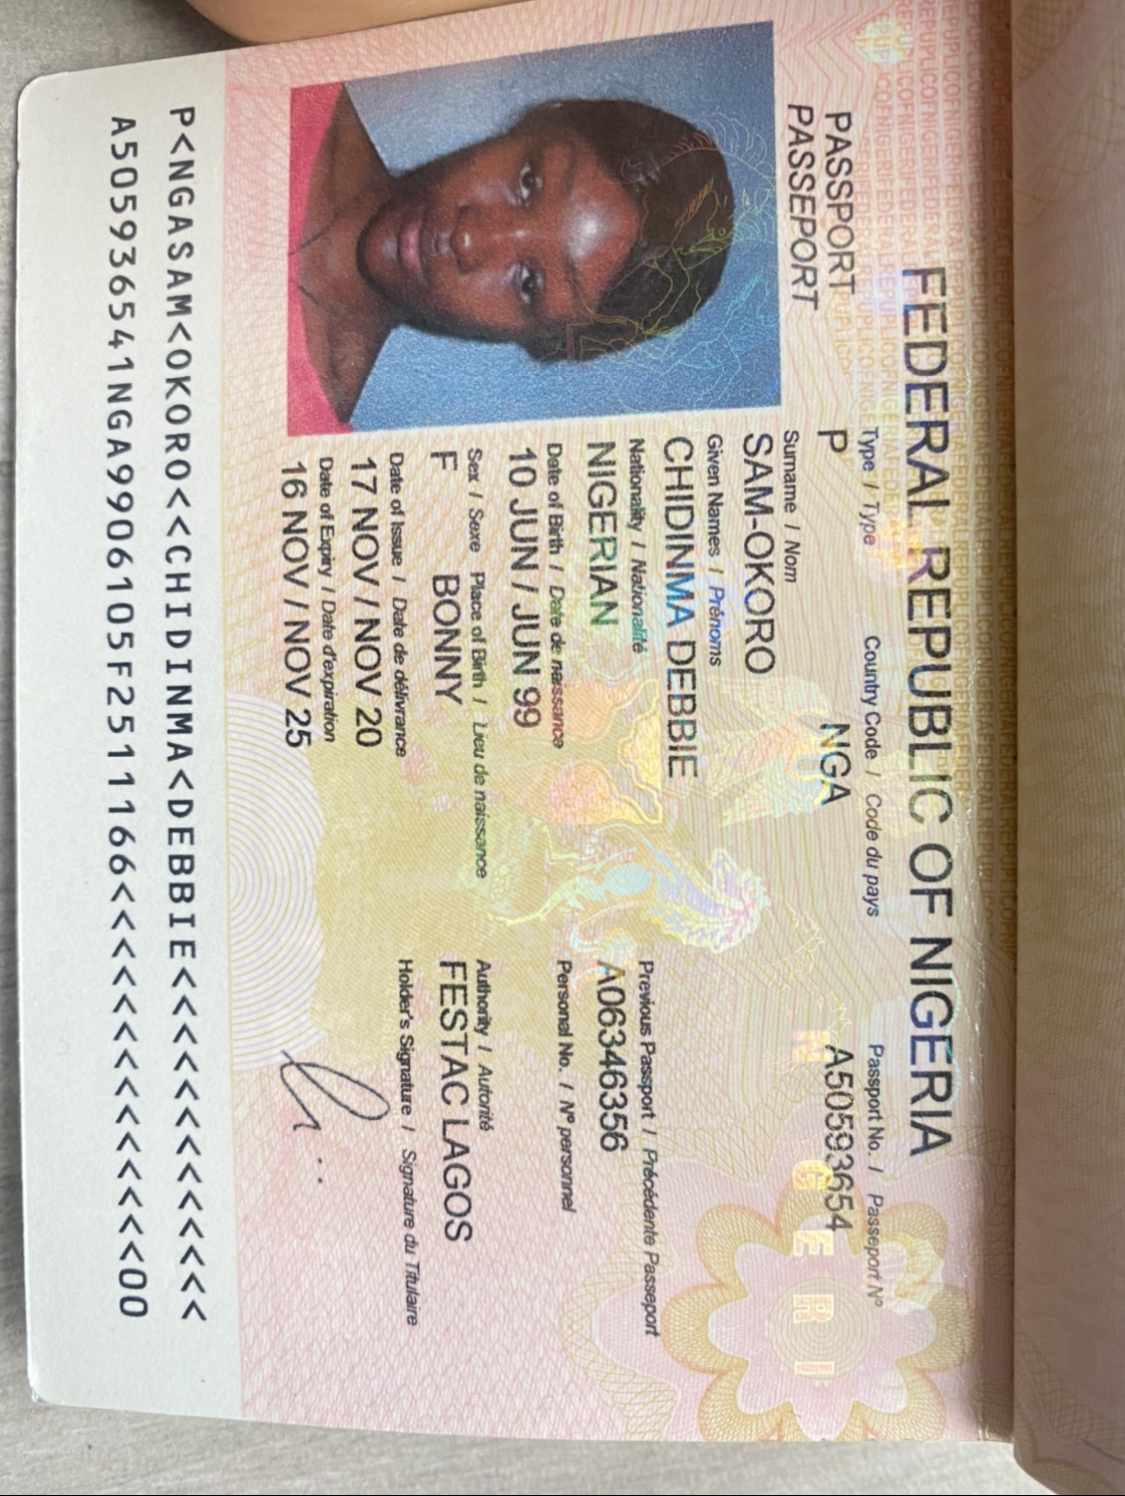 FEDERAL REPUBLIC OF NIGERIA
PASSPORT
PASSEPORT
Type / Type
P
Country Code / Code du pays
NGA
Passport No. / Passeport Nº
A50593654
Surname / Nom
SAM-OKORO
Given Names / Prénoms
CHIDINMA DEBBIE
Nationality / Nationalité
NIGERIAN
Previous Passport / Précédente Passeport
A06346356
Date of Birth / Date de naissance
10 JUN / JUN 99
Personal No. / Nº personnel
Sex / Sexe
F
Place of Birth / Lieu de naissance
BONNY
Authority / Autorité
FESTAC LAGOS
Date of Issue / Date de délivrance
17 NOV / NOV 20
Holder's Signature / Signature du Titulaire
Date of Expiry / Date d'expiration
16 NOV / NOV 25
P<NGASAM<OKORO<<CHIDINMA<DEBBIE<<<<<<<<<<<<<
A505936541NGA9906105F2511166<<<<<<<<<<<<<<00